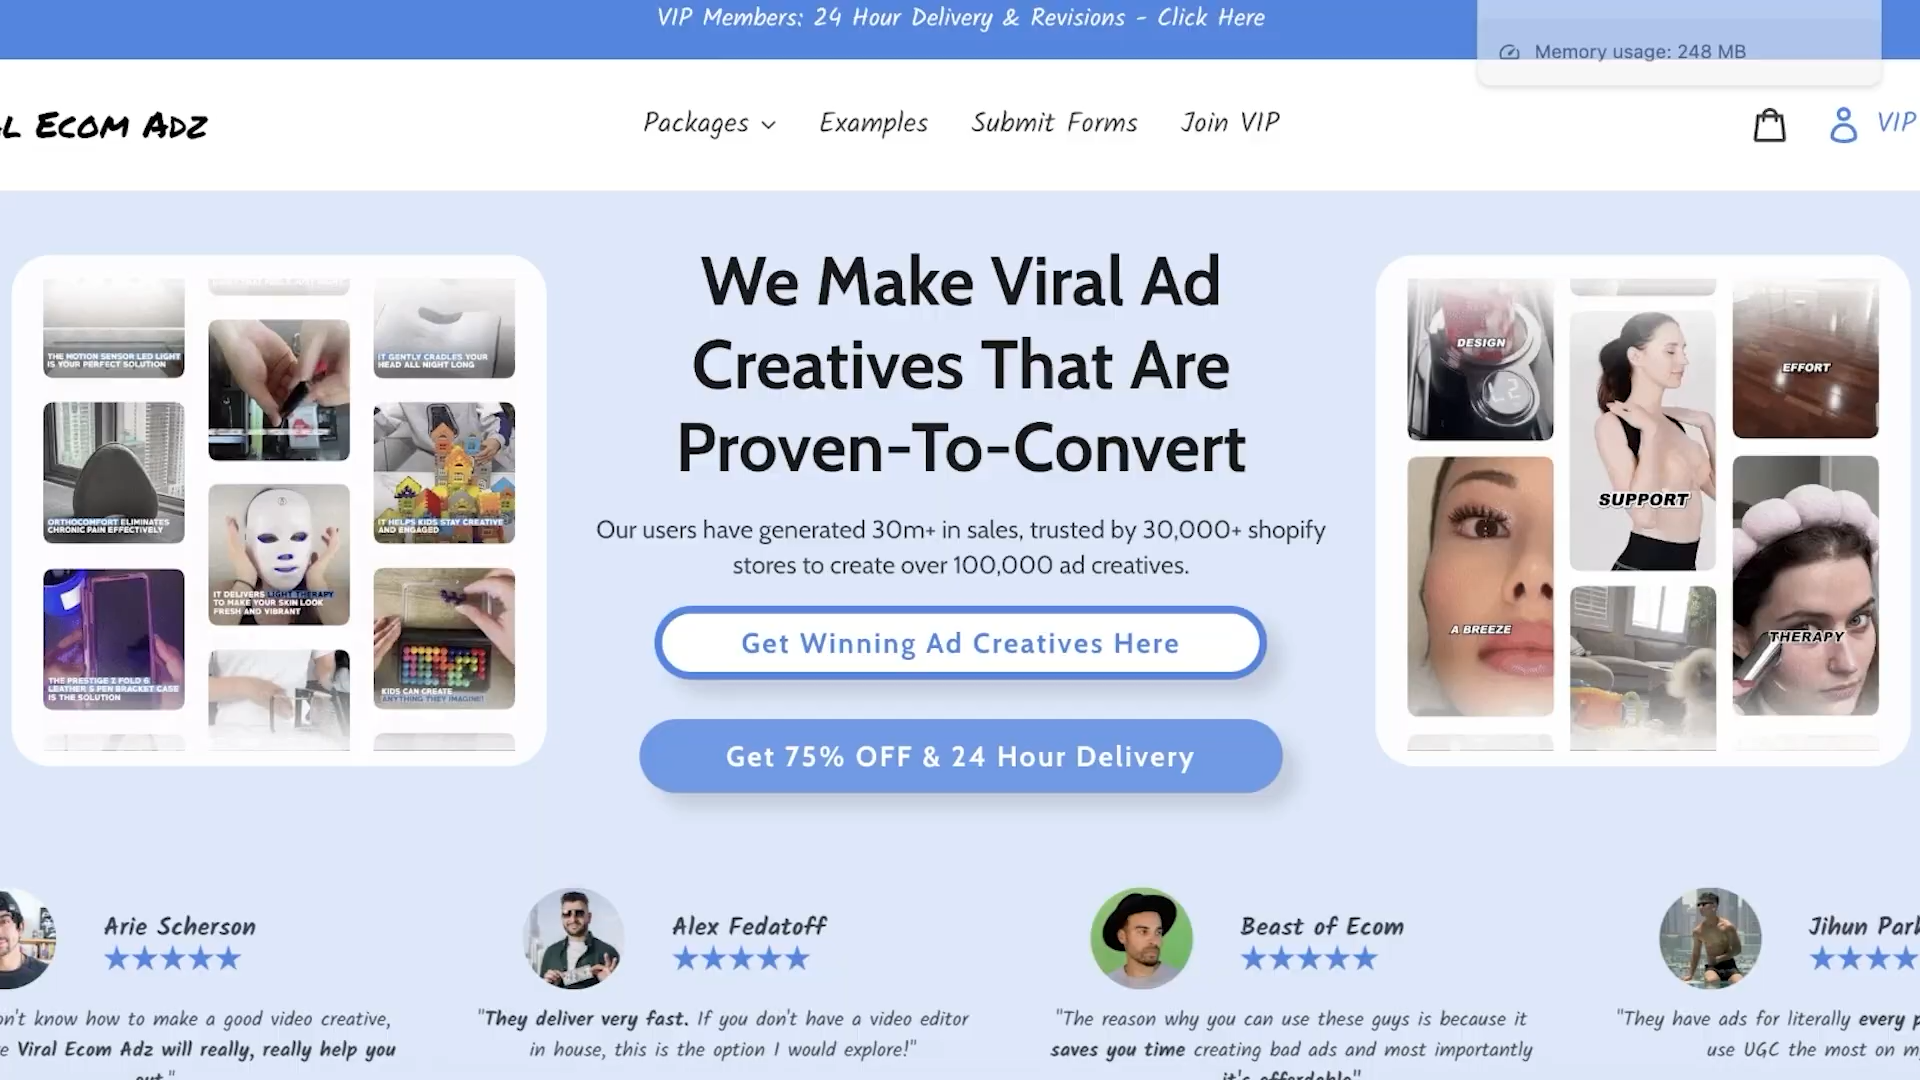 VIP Members: 24 Hour Delivery & Revisions - Click Here
Memory usage: 248 MB
Ecom Adz
Packages
Examples
Submit Forms
Join VIP
VIP
We Make Viral Ad
Creatives That Are
Proven-To-Convert
Our users have generated 30m+ in sales, trusted by 30,000+ shopify
stores to create over 100,000 ad creatives.
Get Winning Ad Creatives Here
Get 75% OFF & 24 Hour Delivery
THE MOTION SENSOR LED LIGHT
IS YOUR PERFECT SOLUTION
IT GENTLY CRADLES YOUR
HEAD ALL NIGHT LONG
ORTHOCOMFORT ELIMINATES
CHRONIC PAIN EFFECTIVELY
IT HELPS KIDS STAY CREATIVE
AND ENGAGED
IT DELIVERS LIGHT THERAPY
TO MAKE YOUR SKIN LOOK
FRESH AND VIBRANT
THE PRESTIGE Z FOLD 6
LEATHER S PEN BRACKET CASE
IS THE SOLUTION
KIDS CAN CREATE
ANYTHING THEY IMAGINE!
DESIGN
EFFORT
SUPPORT
A BREEZE
THERAPY
Arie Scherson
don't know how to make a good video creative,
Viral Ecom Adz will really, really help you
out."
Alex Fedatoff
"They deliver very fast. If you don't have a video editor
in house, this is the option I would explore!"
Beast of Ecom
"The reason why you can use these guys is because it
saves you time creating bad ads and most importantly
it's affordable"
Jihun Park
"They have ads for literally every
use UGC the most on